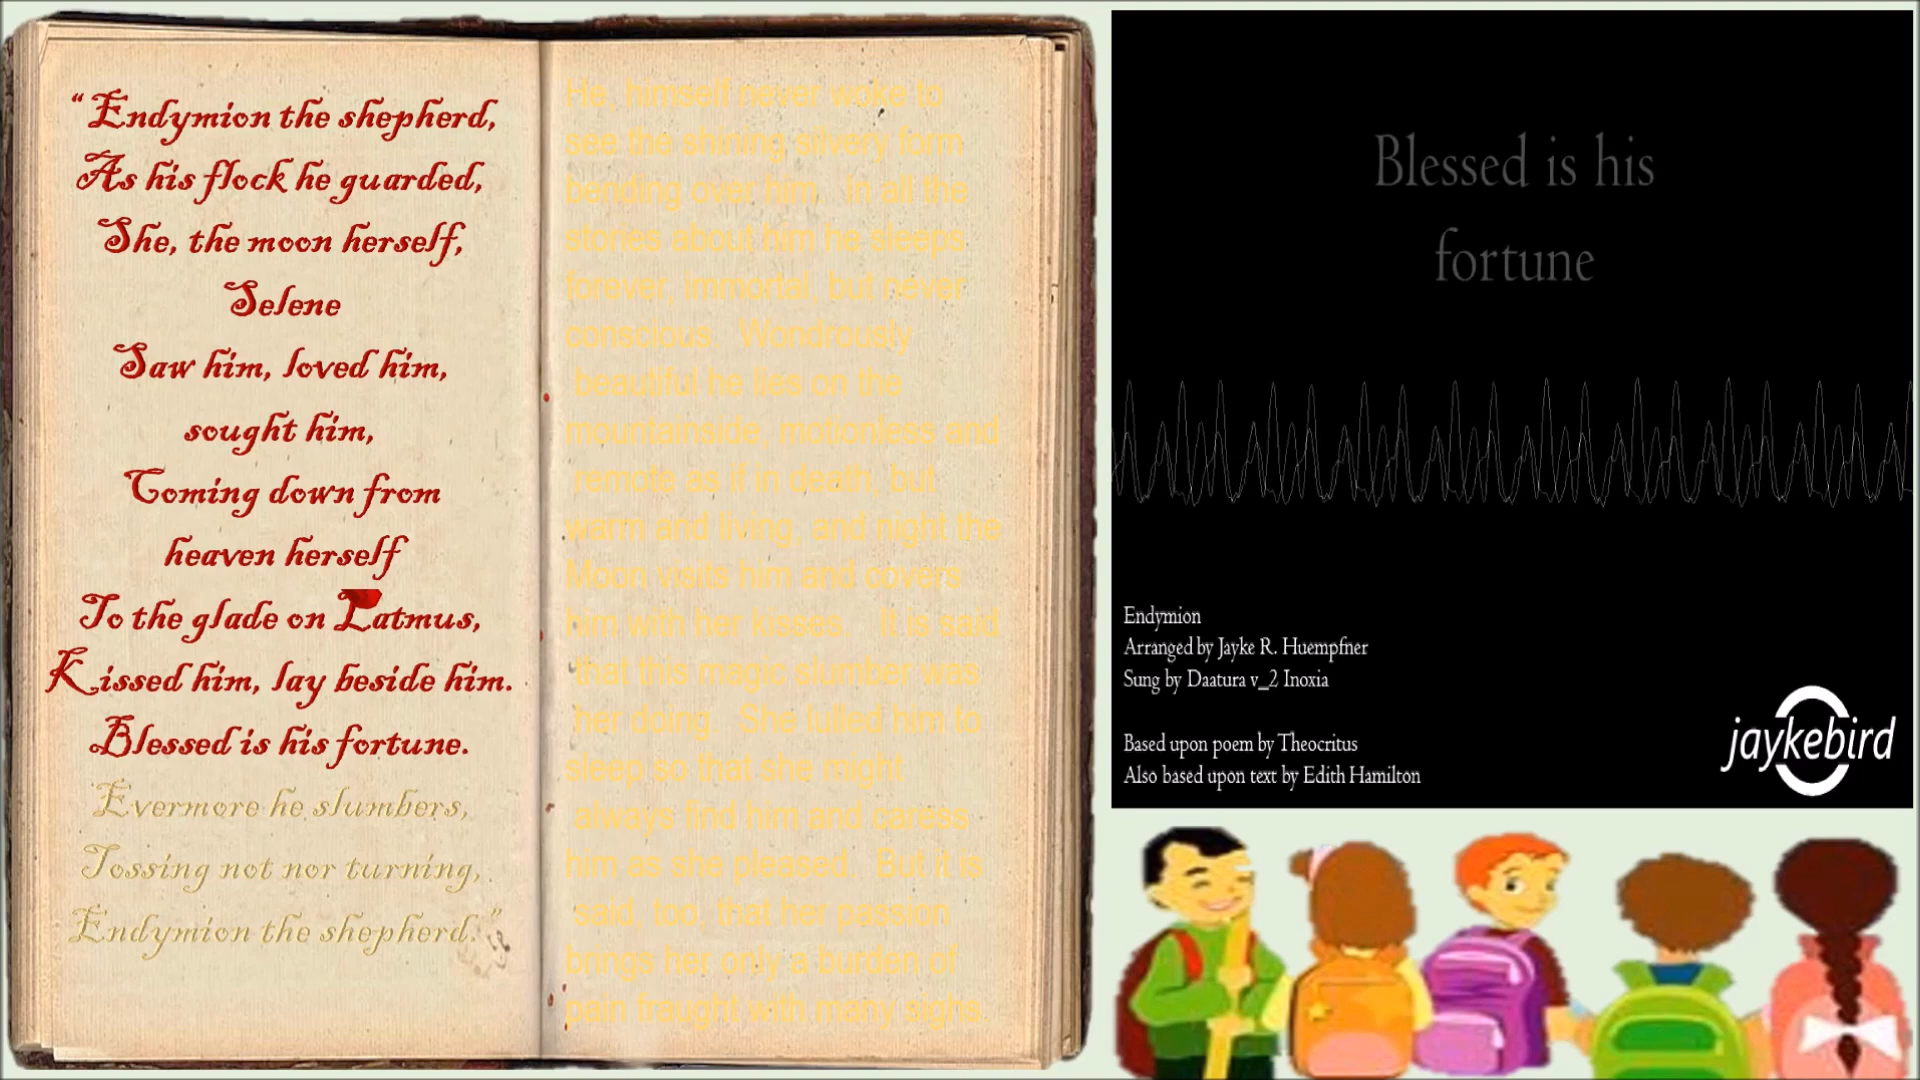 “Endymion the shepherd,
As his flock he guarded,
She, the moon herself,
Selene
Saw him, loved him,
sought him,
Coming down from
heaven herself
To the glade on Latmus,
Kissed him, lay beside him.
Blessed is his fortune.
Evermore he slumbers,
Tossing not nor turning,
Endymion the shepherd.”
He, himself never woke to
see the shining silvery form
bending over him. In all the
stories about him he sleeps
forever, immortal, but never
conscious. Wondrously
beautiful he lies on the
mountainside, motionless and
remote as if in death, but
warm and living, and night the
Moon visits him and covers
him with her kisses. It is said
that this magic slumber was
her doing. She lulled him to
sleep so that she might
always find him and caress
him as she pleased. But it is
said, too, that her passion
brings her only a burden of
pain fraught with many sighs.
Blessed is his
fortune
Endymion
Arranged by Jayke R. Huempfner
Sung by Daatura v_2 Inoxia
Based upon poem by Theocritus
Also based upon text by Edith Hamilton
jaykebird